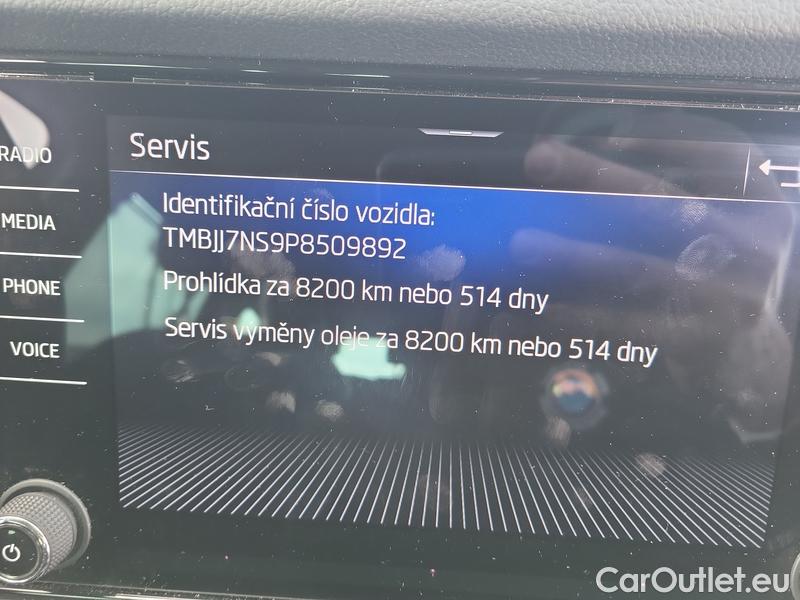 Servis
RADIO
MEDIA
PHONE
VOICE
Identifikační číslo vozidla:
TMBJJ7NS9P8509892
Prohlídka za 8200 km nebo 514 dny
Servis výměny oleje za 8200 km nebo 514 dny
CarOutlet.eu